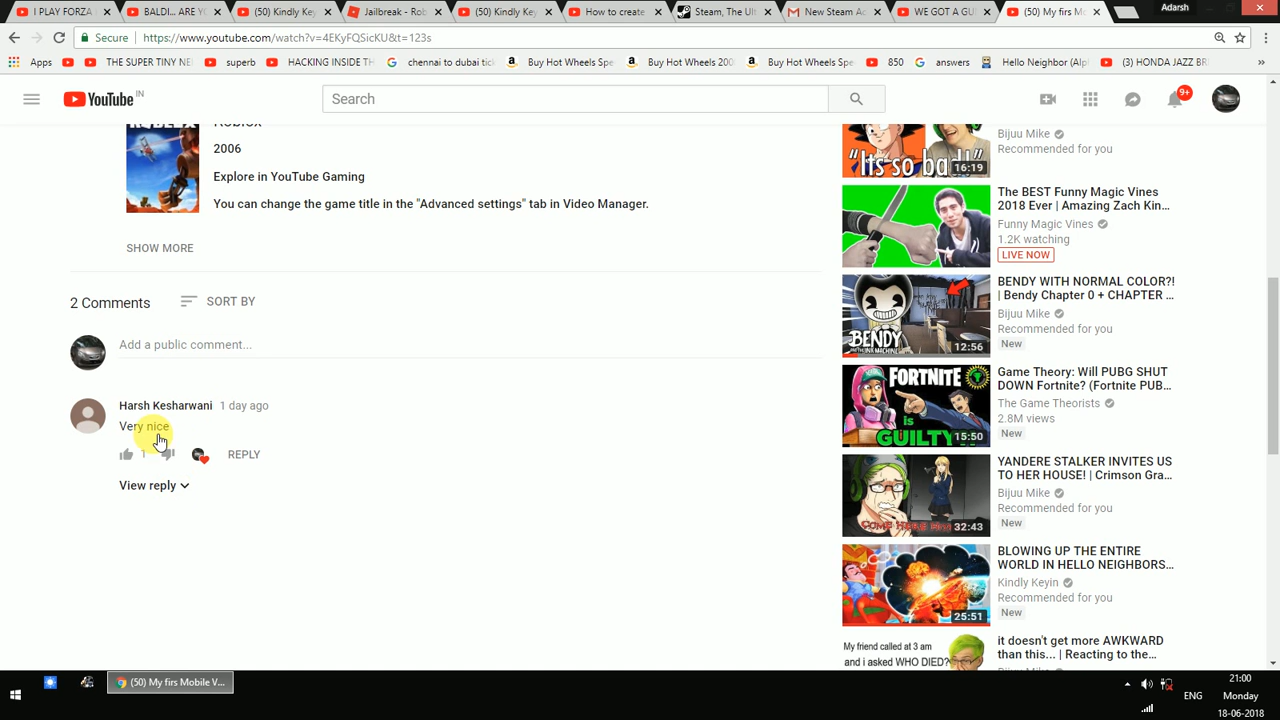 I PLAY FORZA
BALDI... ARE YO
(50) Kindly Key
Jailbreak - Rob
(50) Kindly Key
How to create
Steam, The Ult
New Steam Ac
WE GOT A GUI
(50) My firs Mo
Adarsh
Secure
https://www.youtube.com/watch?v=4EKyFQSicKU&t=123s
Apps
THE SUPER TINY NE
superb
HACKING INSIDE TH
chennai to dubai tick
Buy Hot Wheels Spe
Buy Hot Wheels 200
Buy Hot Wheels Spe
850
answers
Hello Neighbor (Alp
(3) HONDA JAZZ BR
YouTube IN
Search
9+
2006
Explore in YouTube Gaming
You can change the game title in the "Advanced settings" tab in Video Manager.
SHOW MORE
2 Comments
SORT BY
Add a public comment...
Harsh Kesharwani 1 day ago
Very nice
1
REPLY
View reply
"Its so bad!"
16:19
Bijuu Mike
Recommended for you
The BEST Funny Magic Vines
2018 Ever | Amazing Zach Kin...
Funny Magic Vines
1.2K watching
LIVE NOW
BENDY
12:56
BENDY WITH NORMAL COLOR?!
| Bendy Chapter 0 + CHAPTER ...
Bijuu Mike
Recommended for you
New
FORTNITE
is
GUILTY
15:50
Game Theory: Will PUBG SHUT
DOWN Fortnite? (Fortnite PUB...
The Game Theorists
2.8M views
New
COME HERE
32:43
YANDERE STALKER INVITES US
TO HER HOUSE! | Crimson Gra...
Bijuu Mike
Recommended for you
New
25:51
BLOWING UP THE ENTIRE
WORLD IN HELLO NEIGHBORS...
Kindly Keyin
Recommended for you
New
My friend called at 3 am
and i asked WHO DIED?
it doesn't get more AWKWARD
than this... | Reacting to the...
Bijuu Mike
(50) My firs Mobile V...
ENG
21:00
Monday
18-06-2018